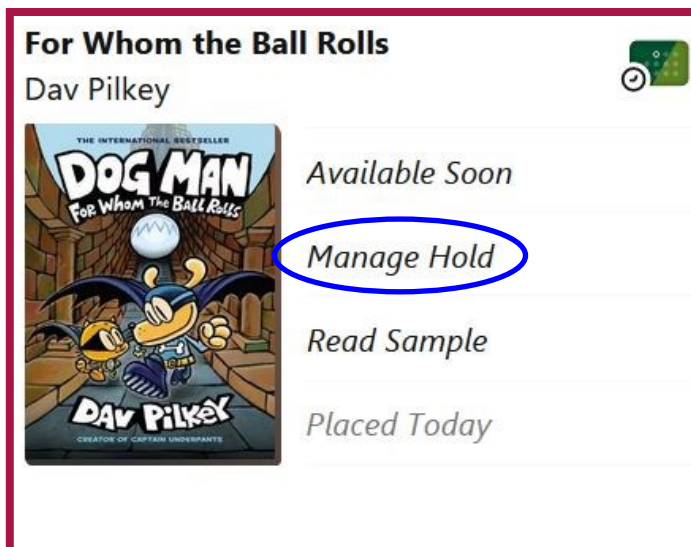 For Whom the Ball Rolls
Dav Pilkey
THE INTERNATIONAL BESTSELLER
DOG MAN
For Whom The Ball Rolls
DAV PILKEY
CREATOR OF CAPTAIN UNDERPANTS
Available Soon
Manage Hold
Read Sample
Placed Today